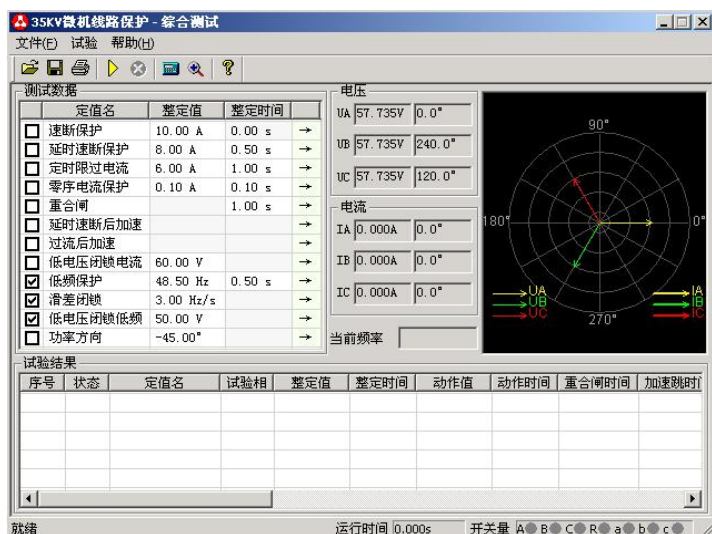 35KV微机线路保护 - 综合测试
文件(F) 试验 帮助(H)
测试数据
定值名 整定值 整定时间
速断保护 10.00 A 0.00 s →
延时速断保护 8.00 A 0.50 s →
定时限过电流 6.00 A 1.00 s →
零序电流保护 0.10 A 0.10 s →
重合闸 1.00 s →
延时速断后加速 →
过流后加速 →
低电压闭锁电流 60.00 V →
低频保护 48.50 Hz 0.50 s →
滑差闭锁 3.00 Hz/s →
低电压闭锁低频 50.00 V →
功率方向 -45.00° →
电压
UA 57.735V 0.0°
UB 57.735V 240.0°
UC 57.735V 120.0°
电流
IA 0.000A 0.0°
IB 0.000A 0.0°
IC 0.000A 0.0°
当前频率
90°
180° 0°
270°
UA IA
UB IB
UC IC
试验结果
序号 状态 定值名 试验相 整定值 整定时间 动作值 动作时间 重合闸时间 加速跳时
就绪 运行时间 0.000s 开关量 A B C R a b c